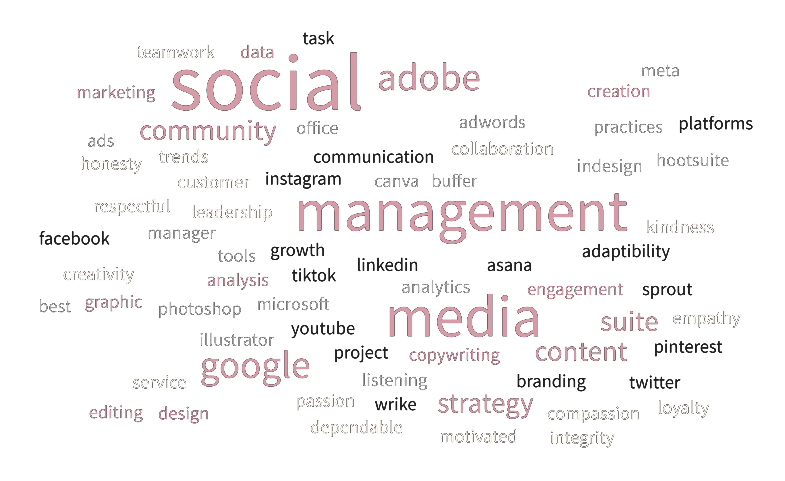 task
teamwork data
social adobe
meta
marketing creation
community office adwords practices platforms
ads
honesty trends communication collaboration indesign hootsuite
customer instagram canva buffer
respectful leadership management kindness
facebook manager
tools growth adaptibility
creativity analysis tiktok linkedin asana
analytics engagement sprout
best graphic photoshop microsoft
media suite empathy
illustrator youtube
google project copywriting content pinterest
service listening branding twitter
editing design passion wrike strategy compassion loyalty
dependable motivated integrity